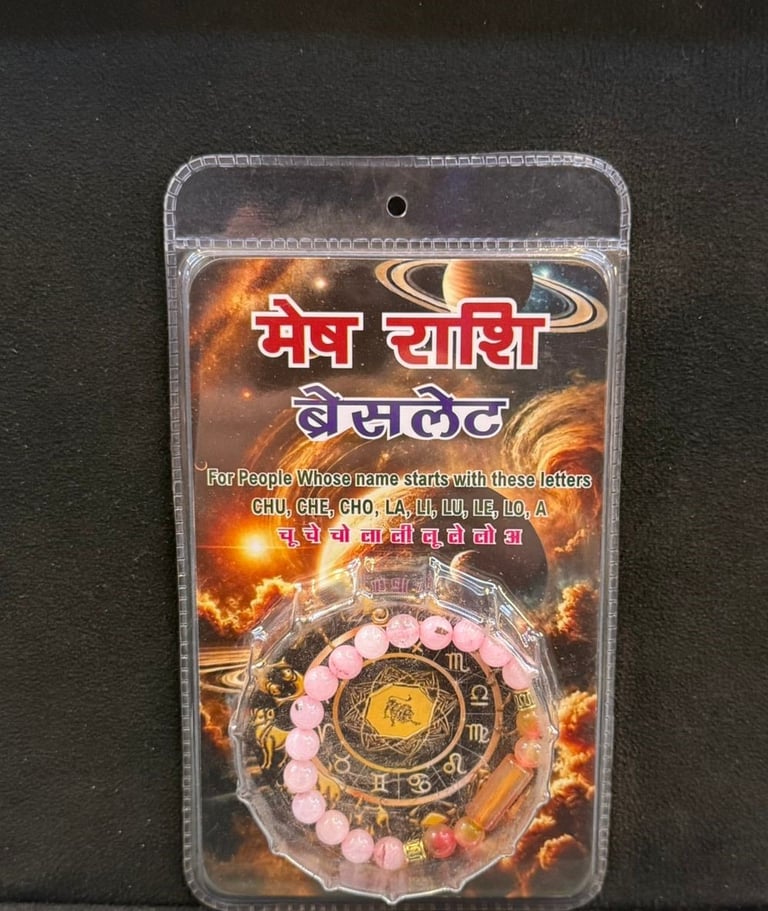 मेष राशि
ब्रेसलेट
For People Whose name starts with these letters
CHU, CHE, CHO, LA, LI, LU, LE, LO, A
चू चे चो ला ली लू ले लो अ